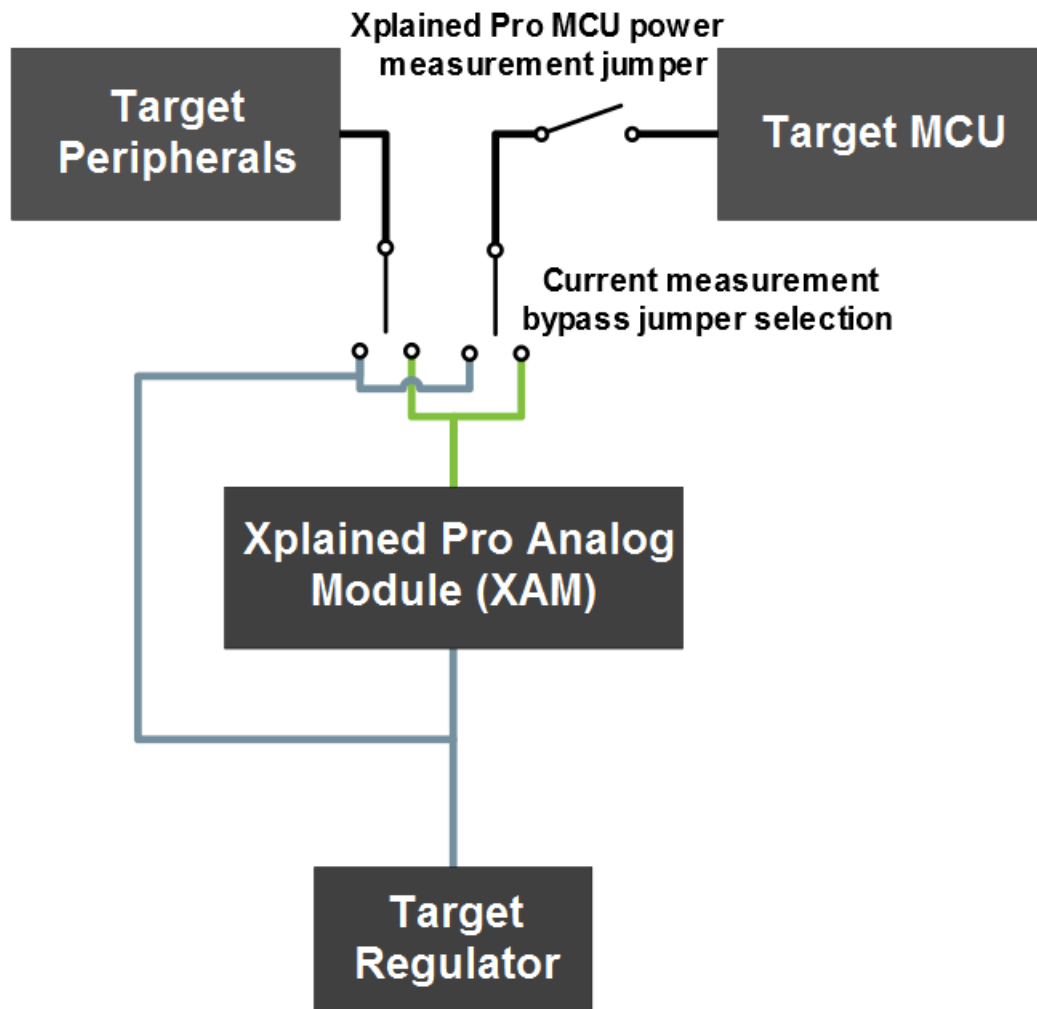 Xplained Pro MCU power
measurement jumper
Target
Peripherals
Target MCU
Current measurement
bypass jumper selection
Xplained Pro Analog
Module (XAM)
Target
Regulator